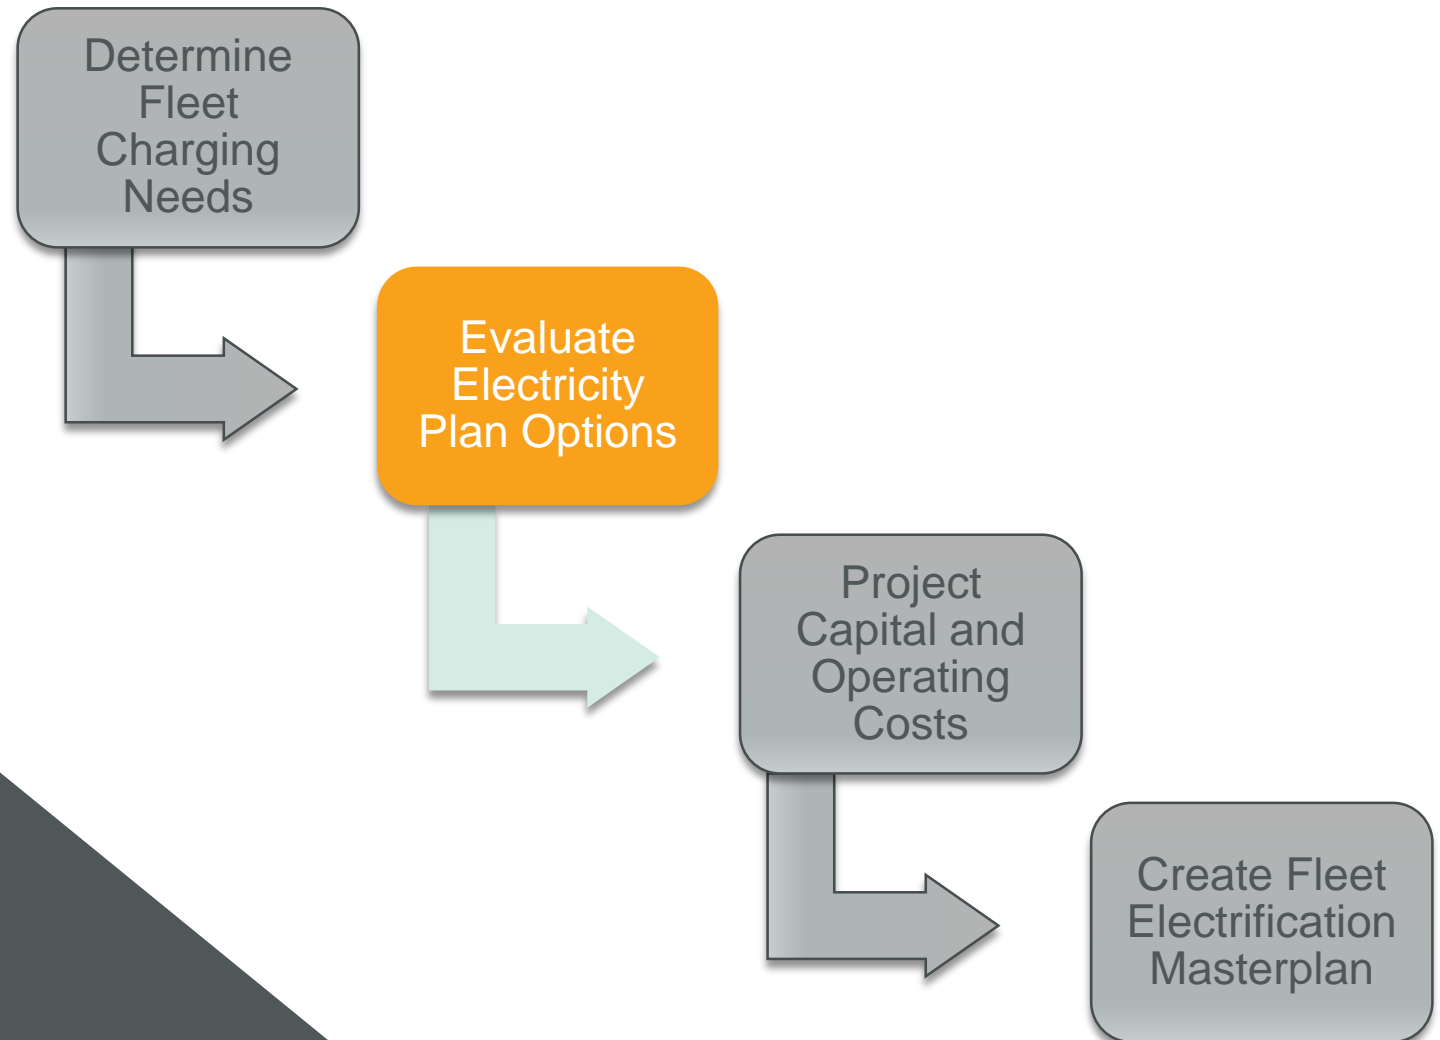 Determine
Fleet
Charging
Needs
Evaluate
Electricity
Plan Options
Project
Capital and
Operating
Costs
Create Fleet
Electrification
Masterplan